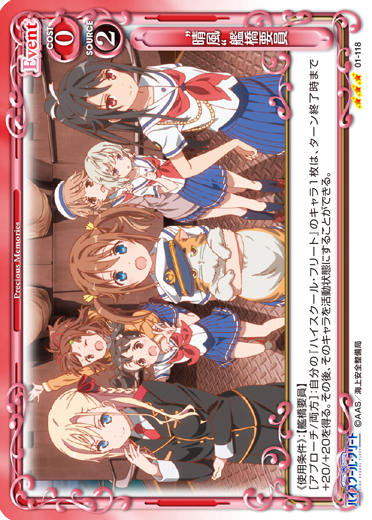 Event
COST
0
SOURCE
2
"晴風"艦橋要員
Precious Memories
《使用条件》:【艦橋要員】
[アプローチ/両方]:自分の『ハイスクール・フリート』のキャラ1枚は、ターン終了時まで
+20/+20を得る。その後、そのキャラを活動状態にすることができる。
ハイスクール・フリート
©AAS/海上安全整備局
01-118